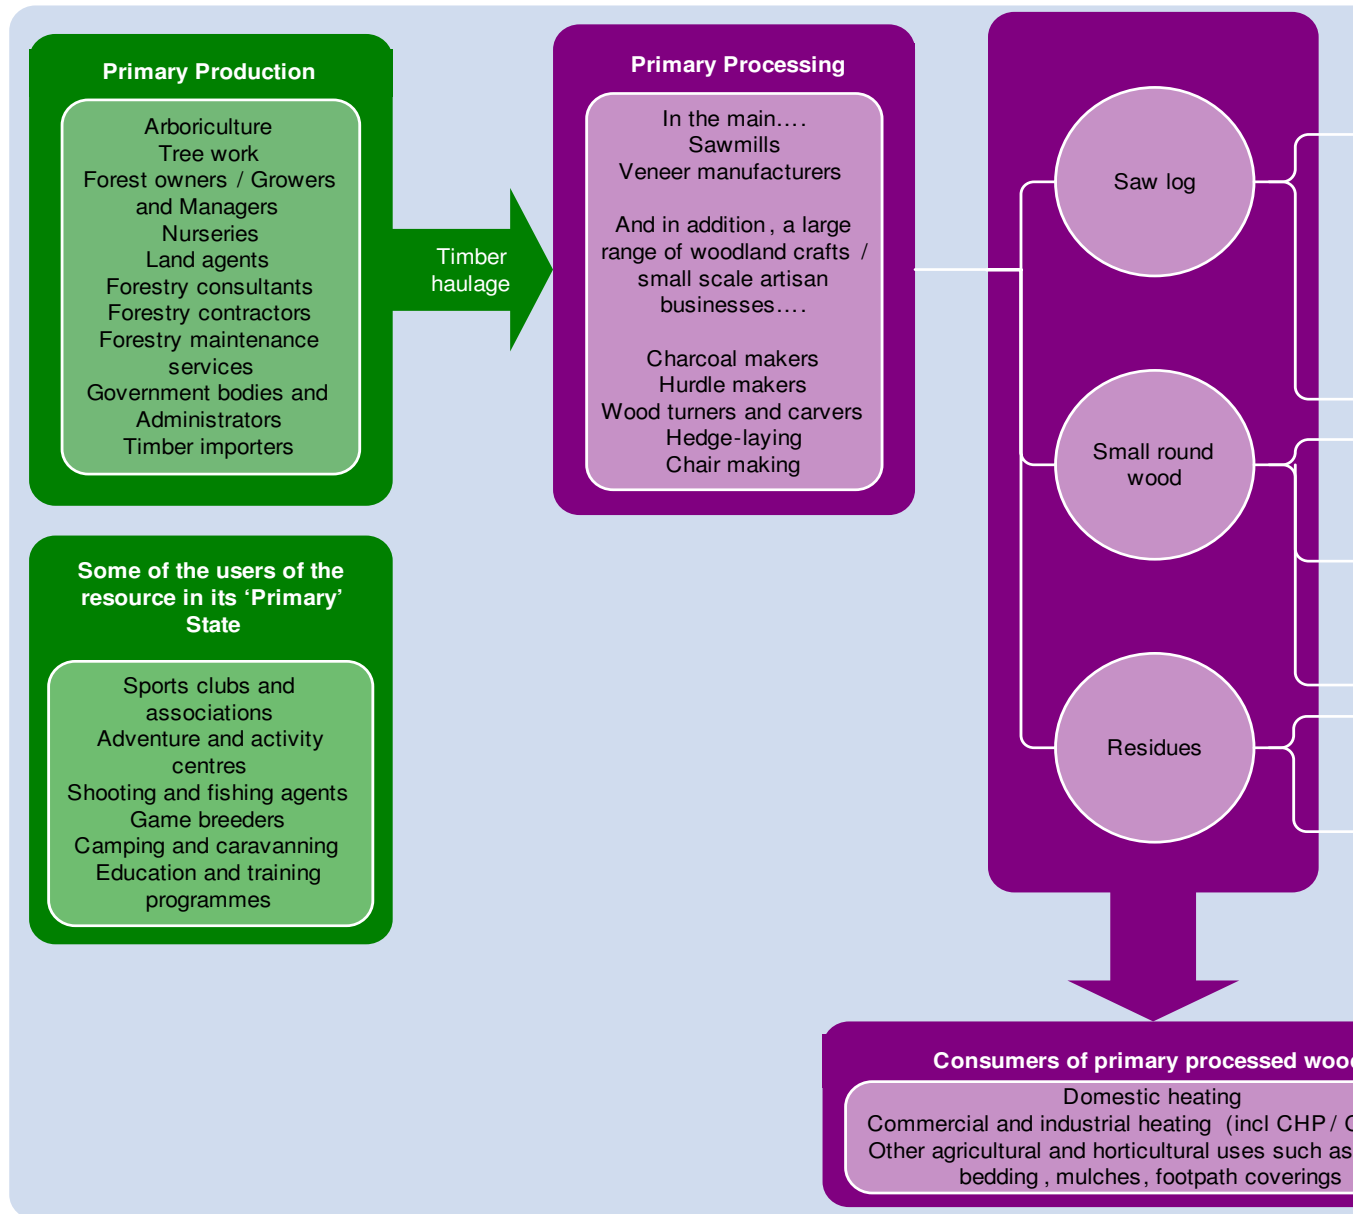 Primary Production
Arboriculture
Tree work
Forest owners / Growers
and Managers
Nurseries
Land agents
Forestry consultants
Forestry contractors
Forestry maintenance
services
Government bodies and
Administrators
Timber importers
Timber
haulage
Primary Processing
In the main....
Sawmills
Veneer manufacturers
And in addition, a large
range of woodland crafts /
small scale artisan
businesses....
Charcoal makers
Hurdle makers
Wood turners and carvers
Hedge-laying
Chair making
Saw log
Small round
wood
Residues
Some of the users of the
resource in its ‘Primary’
State
Sports clubs and
associations
Adventure and activity
centres
Shooting and fishing agents
Game breeders
Camping and caravanning
Education and training
programmes
Consumers of primary processed
Domestic heating
Commercial and industrial heating (incl CHP /
Other agricultural and horticultural uses such as
bedding, mulches, footpath coverings